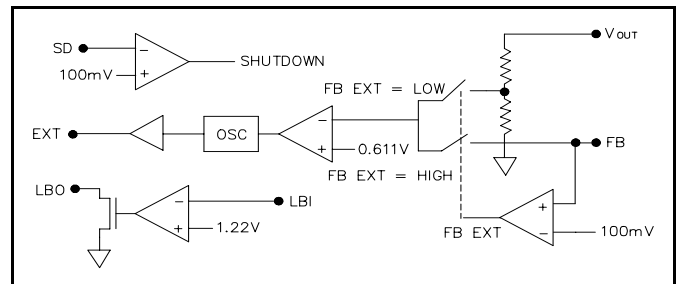 SD
−
100mV
+
SHUTDOWN
VOUT
FB EXT = LOW
EXT
OSC
−
+
0.611V
FB
FB EXT = HIGH
LBO
−
LBI
+
1.22V
+
−
100mV
FB EXT